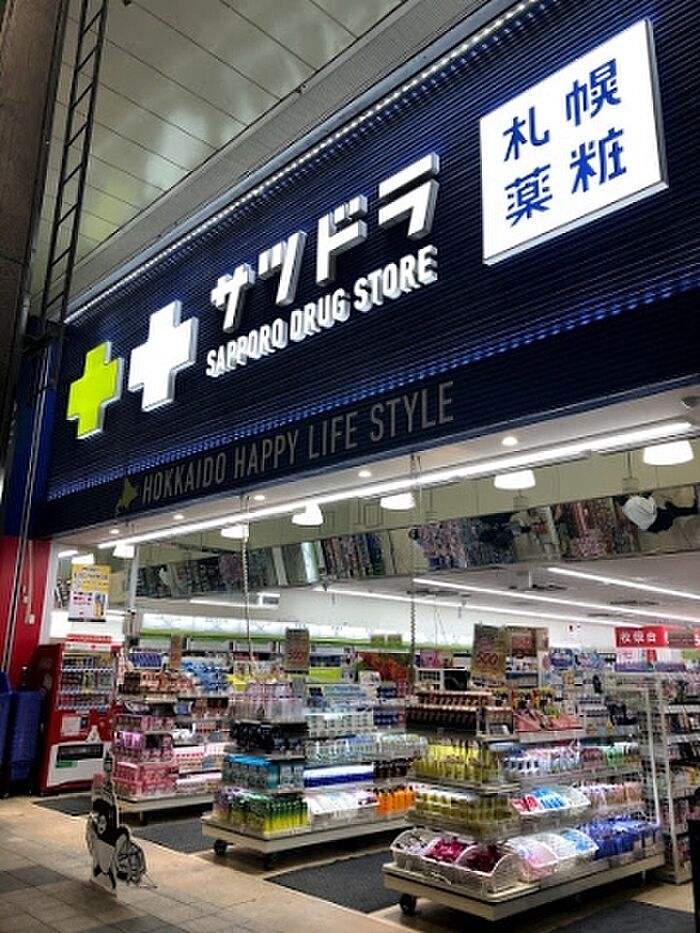 札幌
薬粧
サツドラ
SAPPORO DRUG STORE
HOKKAIDO HAPPY LIFE STYLE